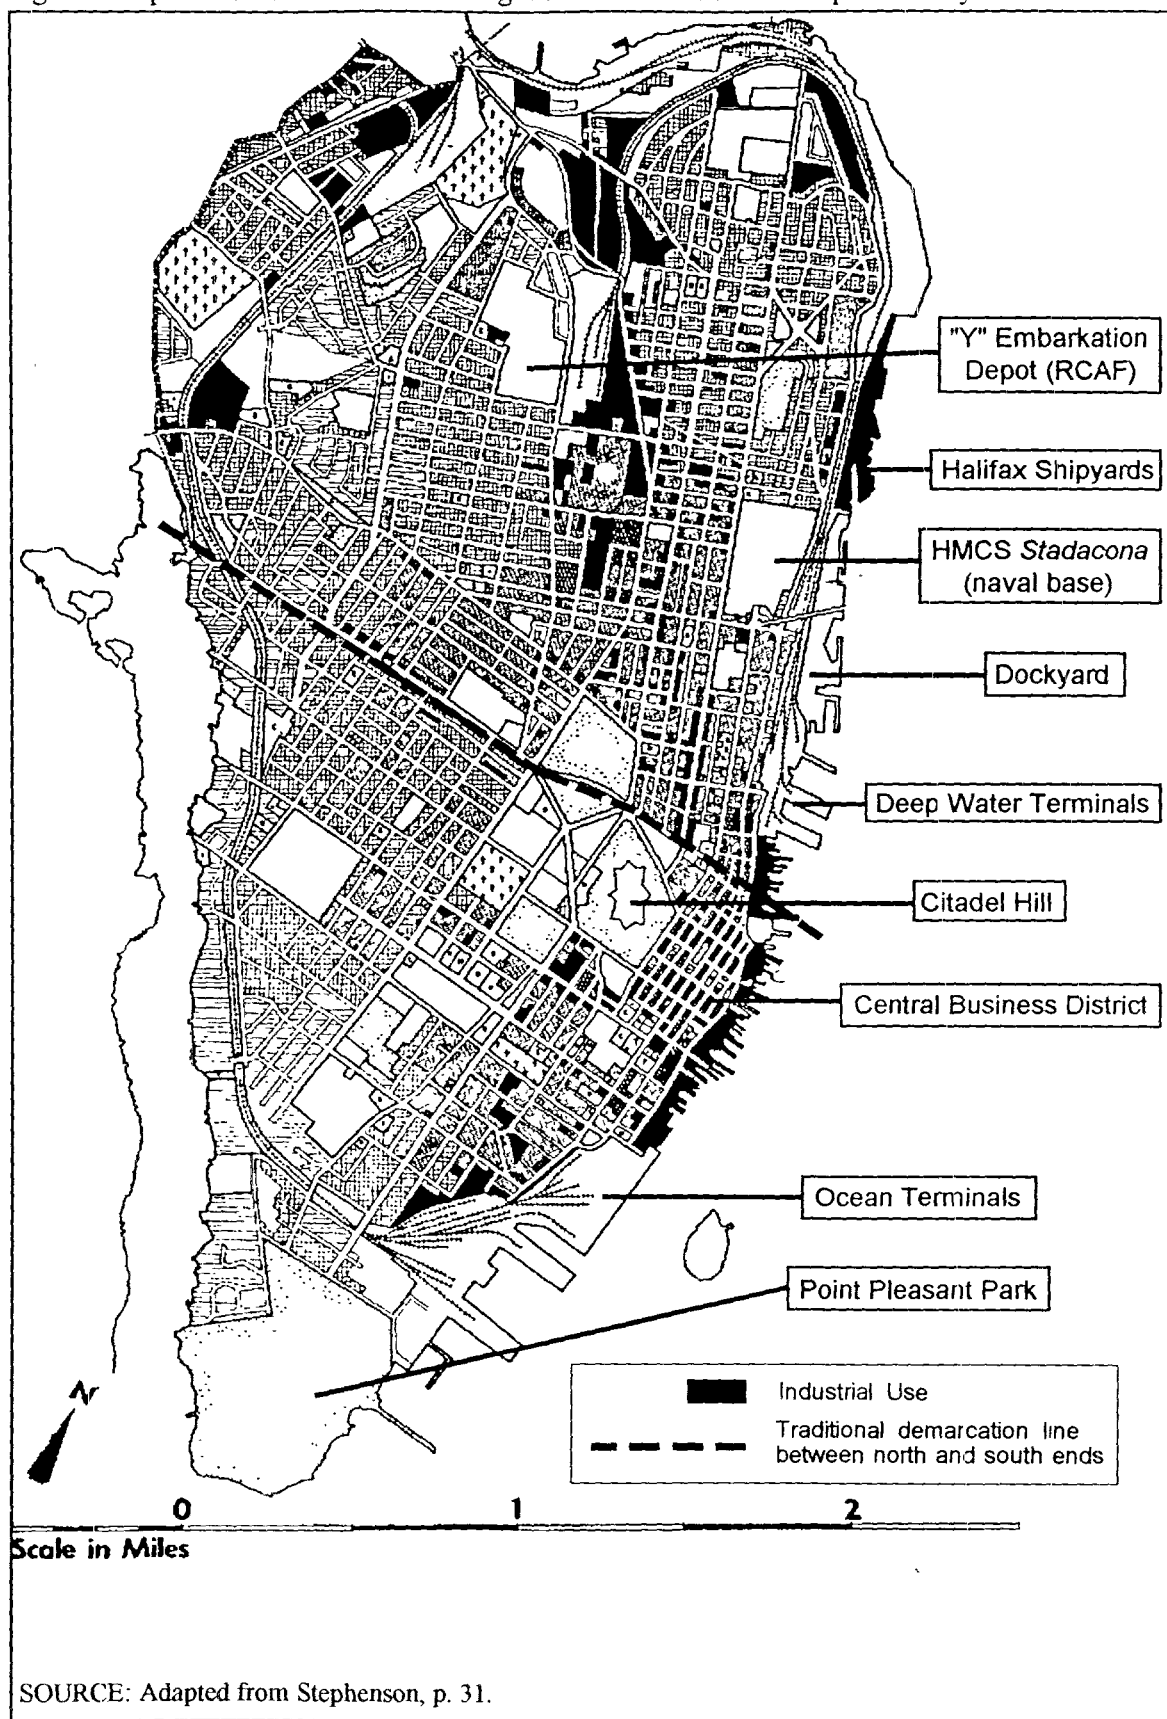 "Y" Embarkation
Depot (RCAF)
Halifax Shipyards
HMCS Stadacona
(naval base)
Dockyard
Deep Water Terminals
Citadel Hill
Central Business District
Ocean Terminals
Point Pleasant Park
Industrial Use
Traditional demarcation line
between north and south ends
0 1 2
Scale in Miles
SOURCE: Adapted from Stephenson, p. 31.